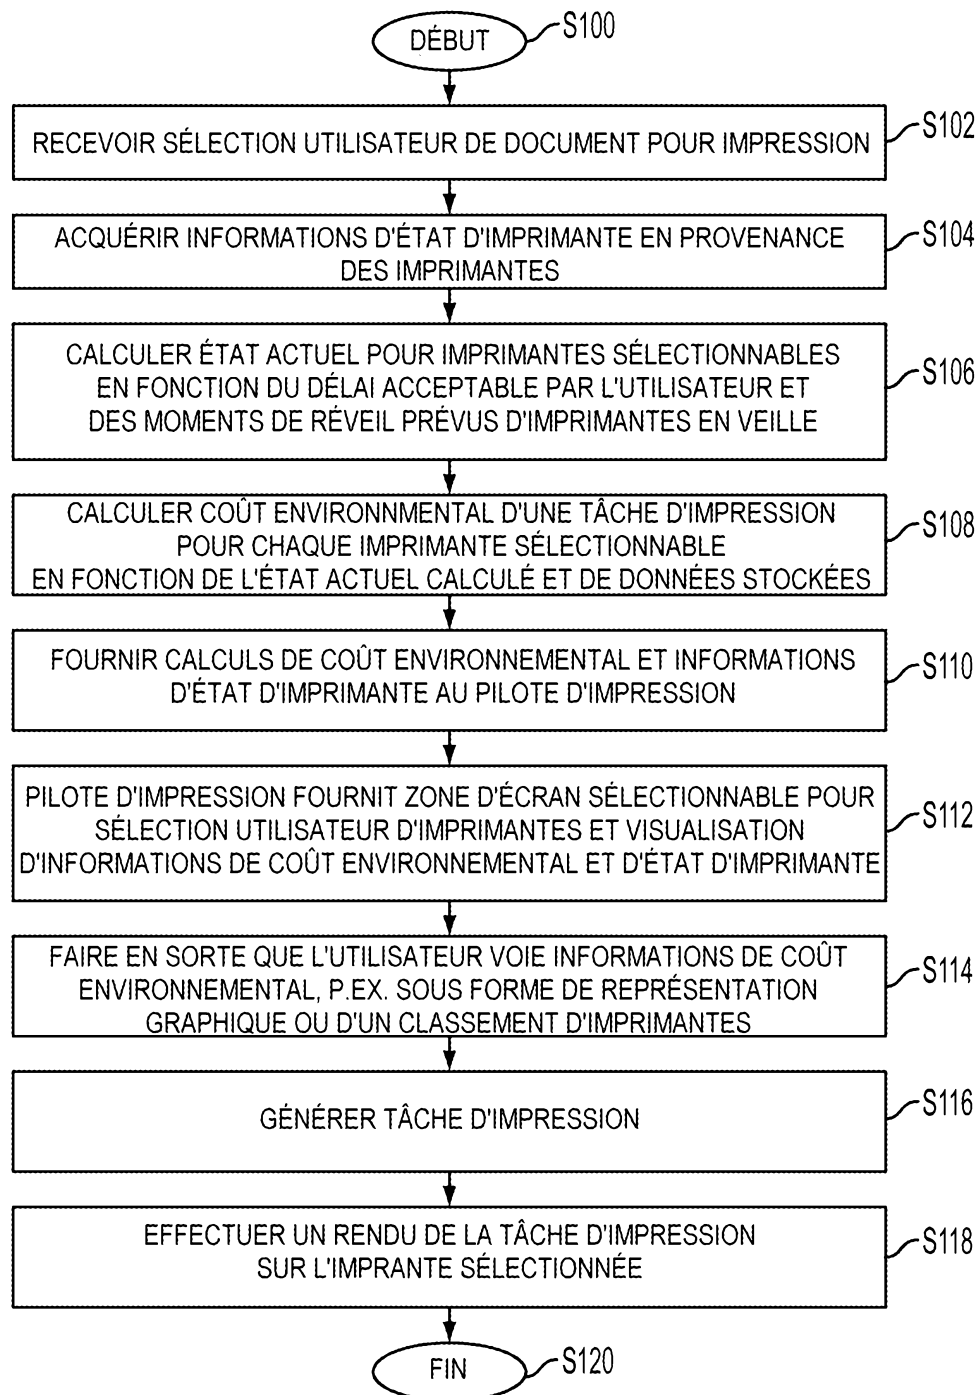 DÉBUT
S100
RECEVOIR SÉLECTION UTILISATEUR DE DOCUMENT POUR IMPRESSION
S102
ACQUÉRIR INFORMATIONS D'ÉTAT D'IMPRIMANTE EN PROVENANCE
DES IMPRIMANTES
S104
CALCULER ÉTAT ACTUEL POUR IMPRIMANTES SÉLECTIONNABLES
EN FONCTION DU DÉLAI ACCEPTABLE PAR L'UTILISATEUR ET
DES MOMENTS DE RÉVEIL PRÉVUS D'IMPRIMANTES EN VEILLE
S106
CALCULER COÛT ENVIRONNMENTAL D'UNE TÂCHE D'IMPRESSION
POUR CHAQUE IMPRIMANTE SÉLECTIONNABLE
EN FONCTION DE L'ÉTAT ACTUEL CALCULÉ ET DE DONNÉES STOCKÉES
S108
FOURNIR CALCULS DE COÛT ENVIRONNEMENTAL ET INFORMATIONS
D'ÉTAT D'IMPRIMANTE AU PILOTE D'IMPRESSION
S110
PILOTE D'IMPRESSION FOURNIT ZONE D'ÉCRAN SÉLECTIONNABLE POUR
SÉLECTION UTILISATEUR D'IMPRIMANTES ET VISUALISATION
D'INFORMATIONS DE COÛT ENVIRONNEMENTAL ET D'ÉTAT D'IMPRIMANTE
S112
FAIRE EN SORTE QUE L'UTILISATEUR VOIE INFORMATIONS DE COÛT
ENVIRONNEMENTAL, P.EX. SOUS FORME DE REPRÉSENTATION
GRAPHIQUE OU D'UN CLASSEMENT D'IMPRIMANTES
S114
GÉNÉRER TÂCHE D'IMPRESSION
S116
EFFECTUER UN RENDU DE LA TÂCHE D'IMPRESSION
SUR L'IMPRANTE SÉLECTIONNÉE
S118
FIN
S120